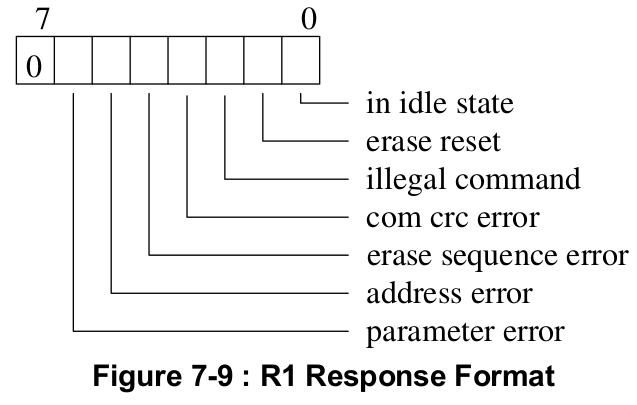 7 0
0
in idle state
erase reset
illegal command
com crc error
erase sequence error
address error
parameter error
Figure 7-9 : R1 Response Format